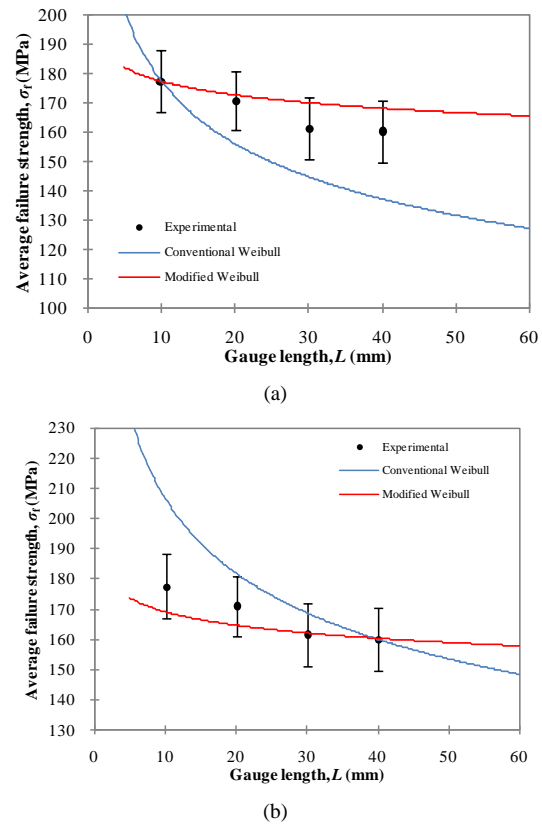 Average failure strength, σf (MPa)
200
190
180
170
160
150
140
130
120
110
100
Experimental
Conventional Weibull
Modified Weibull
0 10 20 30 40 50 60
Gauge length, L (mm)
(a)
Average failure strength, σf (MPa)
230
220
210
200
190
180
170
160
150
140
130
Experimental
Conventional Weibull
Modified Weibull
0 10 20 30 40 50 60
Gauge length, L (mm)
(b)